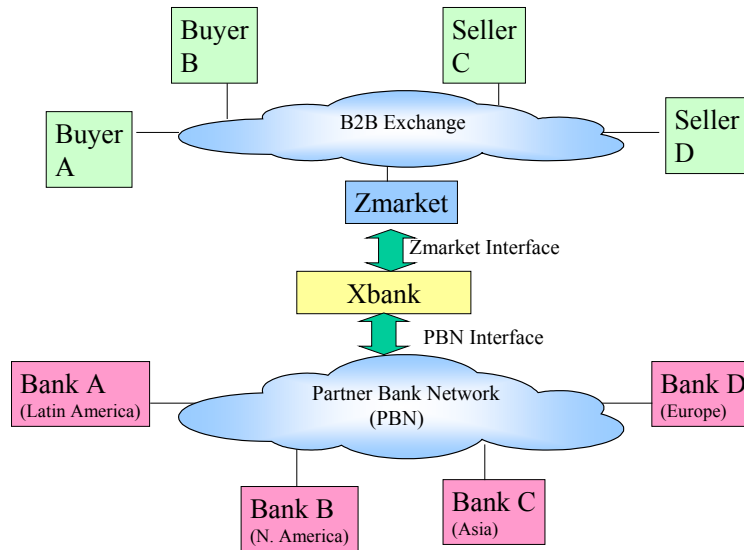 Buyer
B
Seller
C
Buyer
A
B2B Exchange
Seller
D
Zmarket
Zmarket Interface
Xbank
PBN Interface
Bank A
(Latin America)
Partner Bank Network
(PBN)
Bank D
(Europe)
Bank B
(N. America)
Bank C
(Asia)